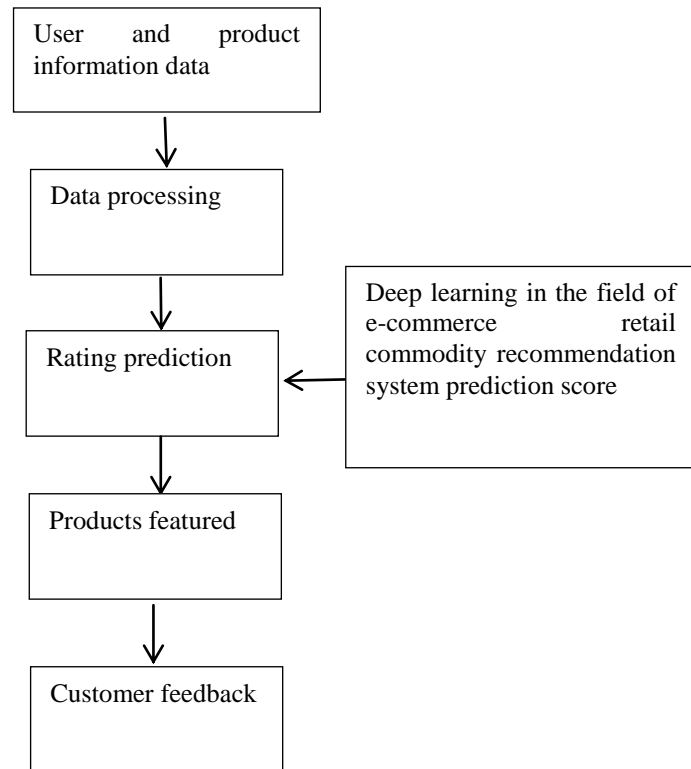 User and product
information data
Data processing
Deep learning in the field of
e-commerce retail
commodity recommendation
system prediction score
Rating prediction
Products featured
Customer feedback